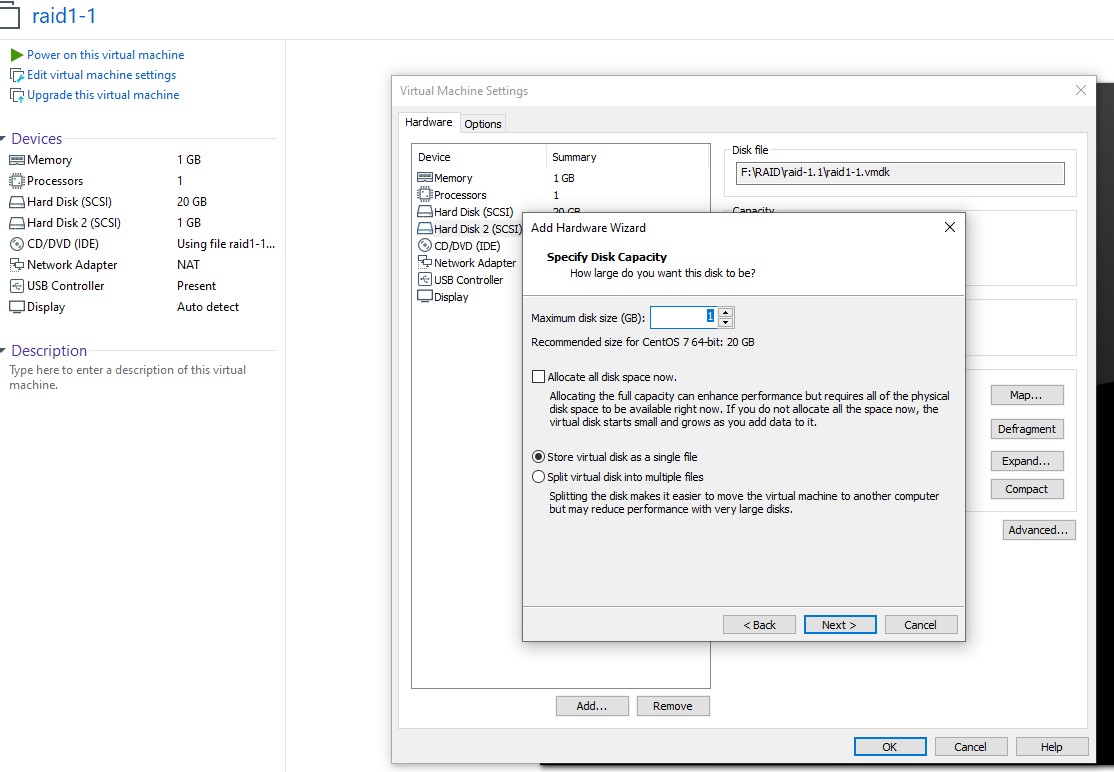 raid1-1
Power on this virtual machine
Edit virtual machine settings
Upgrade this virtual machine
Devices
Memory 1 GB
Processors 1
Hard Disk (SCSI) 20 GB
Hard Disk 2 (SCSI) 1 GB
CD/DVD (IDE) Using file raid1-1...
Network Adapter NAT
USB Controller Present
Display Auto detect
Description
Type here to enter a description of this virtual
machine.
Virtual Machine Settings
Hardware Options
Device Summary
Memory 1 GB
Processors 1
Hard Disk (SCSI) 20 GB
Hard Disk 2 (SCSI)
CD/DVD (IDE)
Network Adapter
USB Controller
Display
Add... Remove
Disk file
F:\RAID\raid-1.1\raid1-1.vmdk
Capacity
Map...
Defragment
Expand...
Compact
Advanced...
OK Cancel Help
Add Hardware Wizard
Specify Disk Capacity
How large do you want this disk to be?
Maximum disk size (GB): 1
Recommended size for CentOS 7 64-bit: 20 GB
Allocate all disk space now.
Allocating the full capacity can enhance performance but requires all of the physical
disk space to be available right now. If you do not allocate all the space now, the
virtual disk starts small and grows as you add data to it.
Store virtual disk as a single file
Split virtual disk into multiple files
Splitting the disk makes it easier to move the virtual machine to another computer
but may reduce performance with very large disks.
< Back Next > Cancel